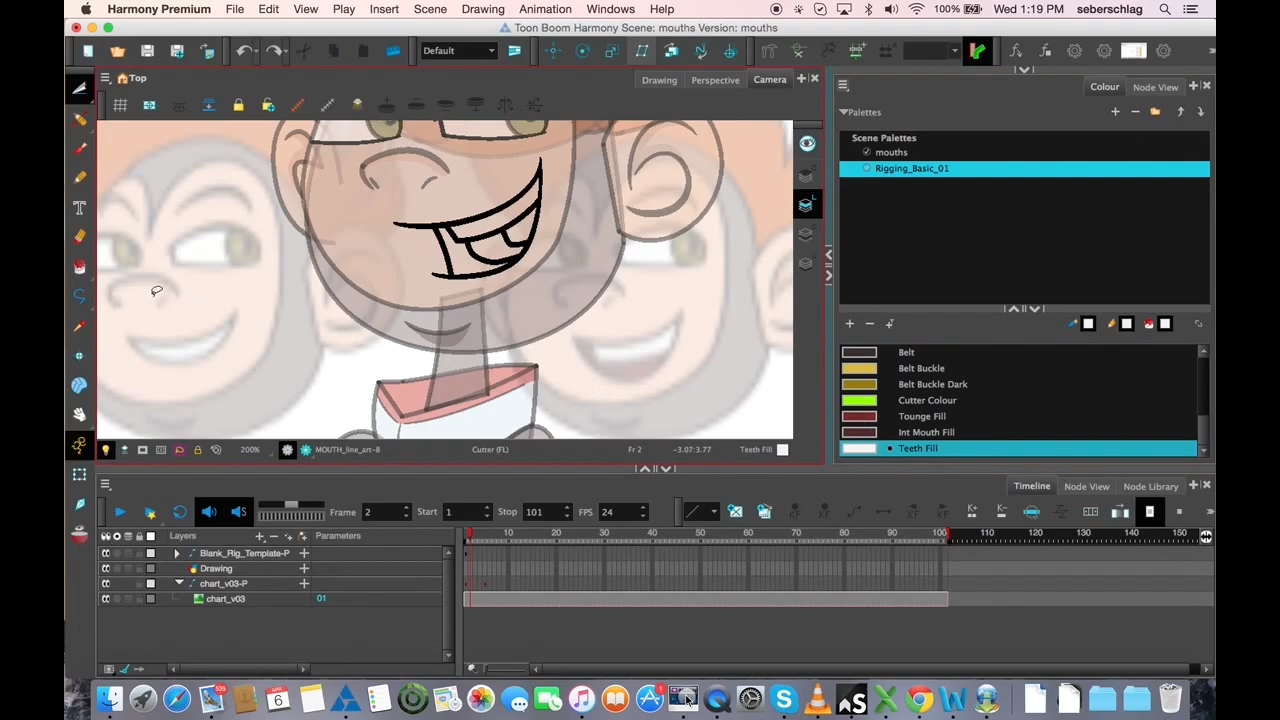 Harmony Premium File Edit View Play Insert Scene Drawing Animation Windows Help 100% Wed 1:19 PM seberschlag
Toon Boom Harmony Scene: mouths Version: mouths
Default
Top Drawing Perspective Camera
Colour Node View
Palettes
Scene Palettes
mouths
Rigging_Basic_01
Belt
Belt Buckle
Belt Buckle Dark
Cutter Colour
Tounge Fill
Int Mouth Fill
Teeth Fill
200% MOUTH_line_art-8 Cutter (FL) Fr 2 -3.07:3.77 Teeth Fill
Timeline Node View Node Library
Frame 2 Start 1 Stop 101 FPS 24
Layers Parameters 10 20 30 40 50 60 70 80 90 100 110 120 130 140 150
Blank_Rig_Template-P
Drawing
chart_v03-P
chart_v03 01